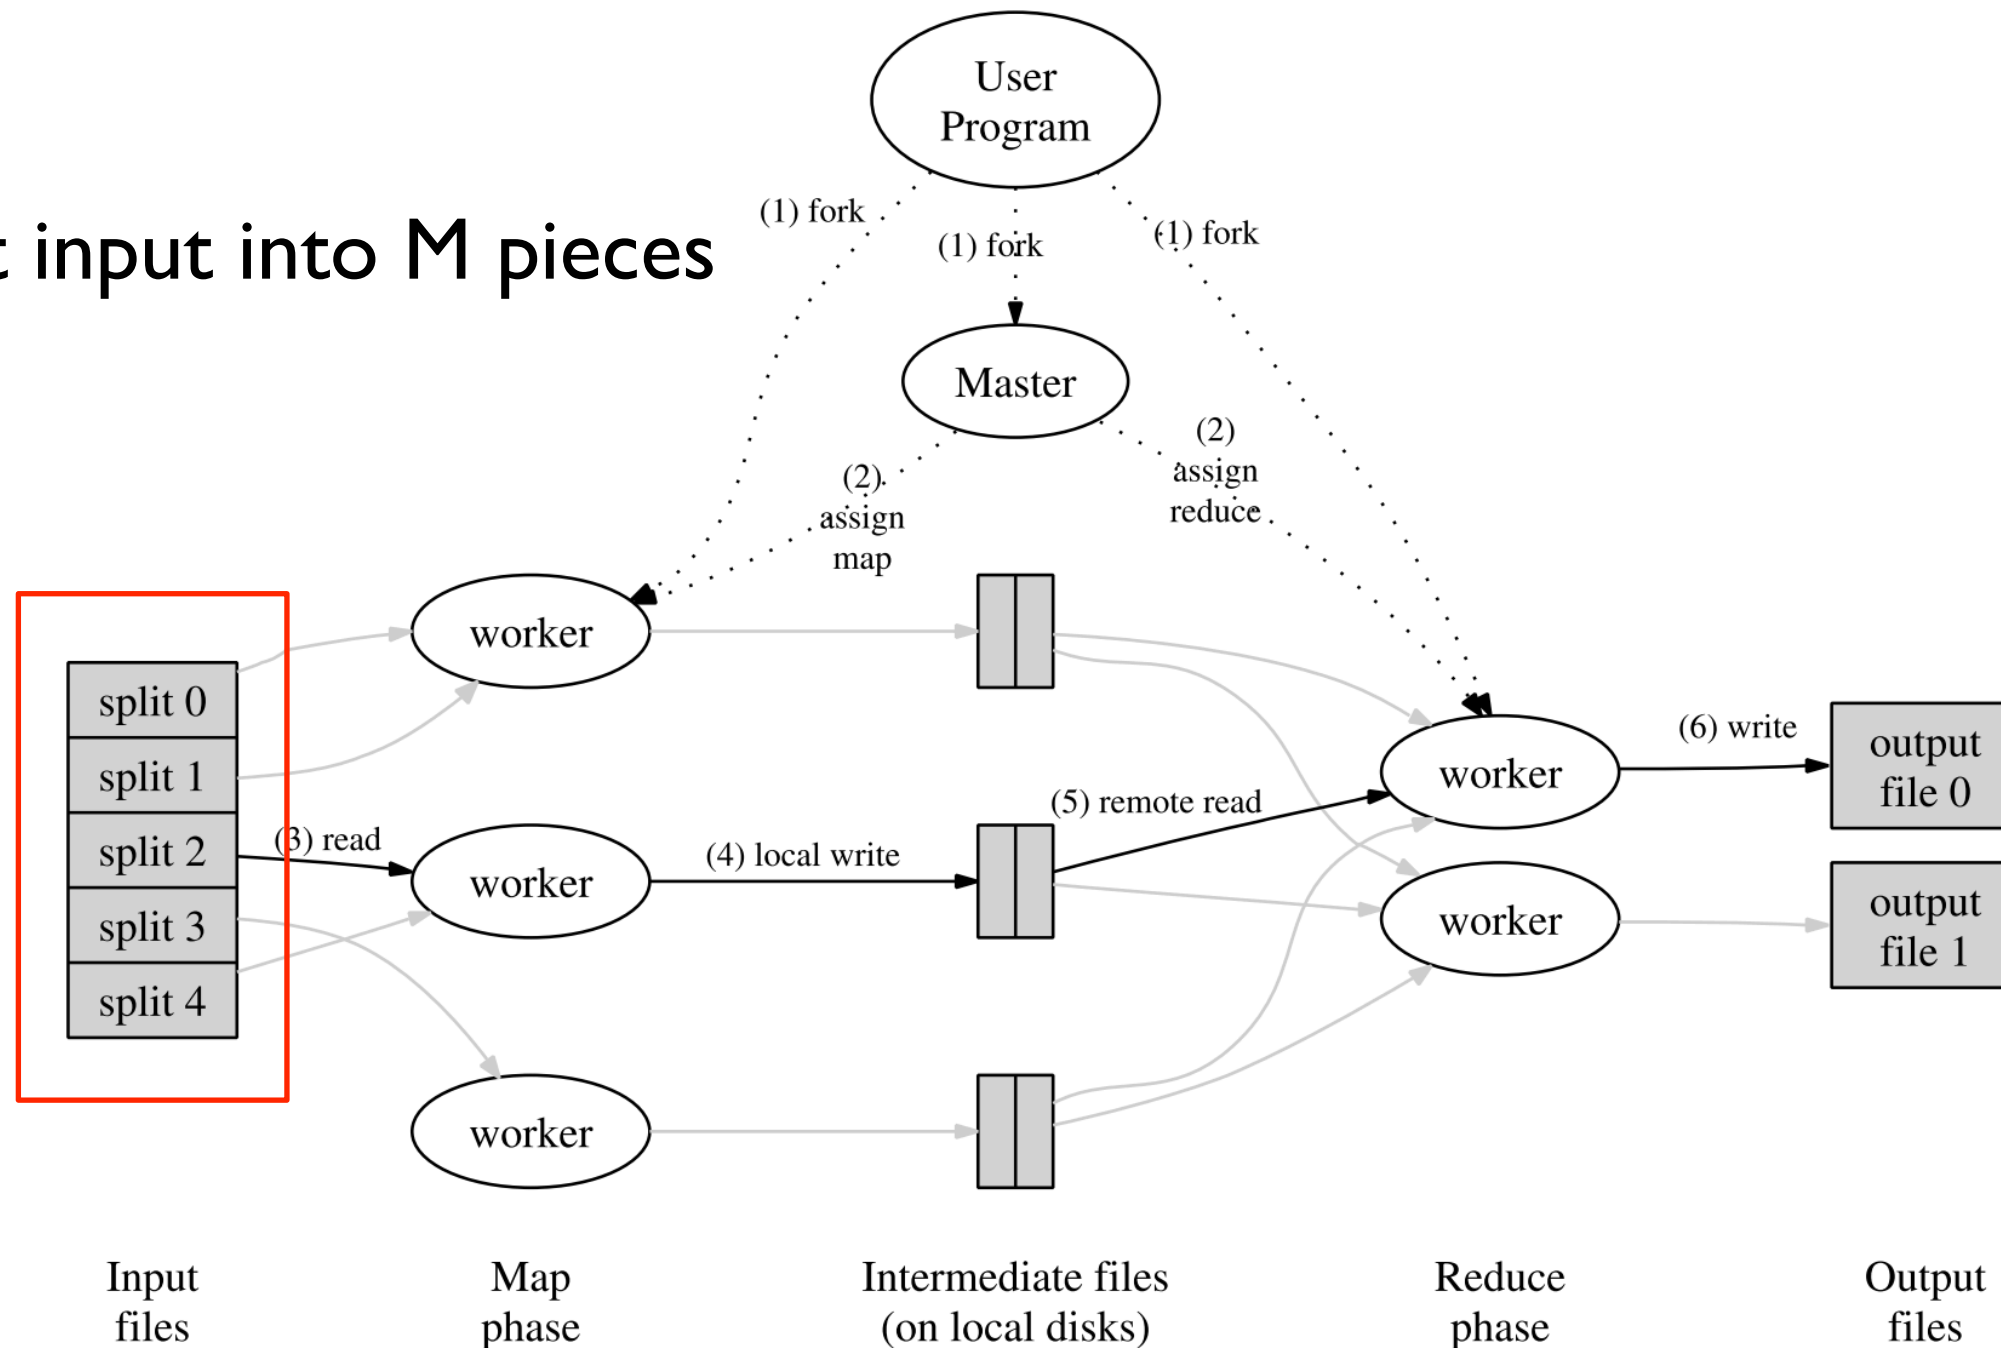 User
Program
(1) fork
(1) fork
(1) fork
t input into M pieces
Master
(2)
assign
map
(2)
assign
reduce
worker
split 0
split 1
split 2
split 3
split 4
(3) read
worker
(4) local write
(5) remote read
worker
(6) write
output
file 0
worker
output
file 1
worker
Input
files
Map
phase
Intermediate files
(on local disks)
Reduce
phase
Output
files